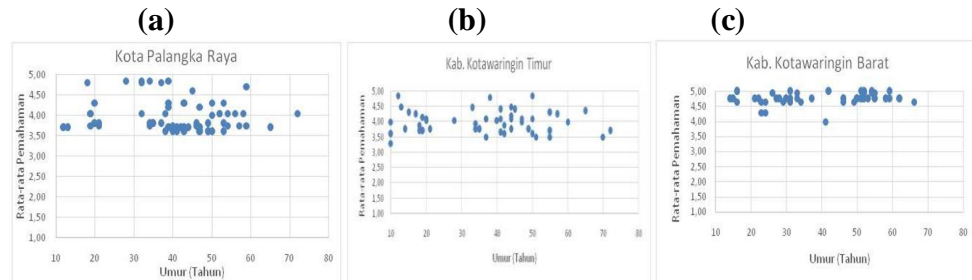 (a) (b) (c)
Kota Palangka Raya
Rata-rata Pemahaman
5,00
4,50
4,00
3,50
3,00
2,50
2,00
1,50
1,00
10 20 30 40 50 60 70 80
Umur (Tahun)
Kab. Kotawaringin Timur
Rata-rata Pemahaman
5,00
4,50
4,00
3,50
3,00
2,50
2,00
1,50
1,00
10 20 30 40 50 60 70 80
Umur (Tahun)
Kab. Kotawaringin Barat
Rata-rata Pemahaman
5,00
4,50
4,00
3,50
3,00
2,50
2,00
1,50
1,00
10 20 30 40 50 60 70 80
Umur (Tahun)